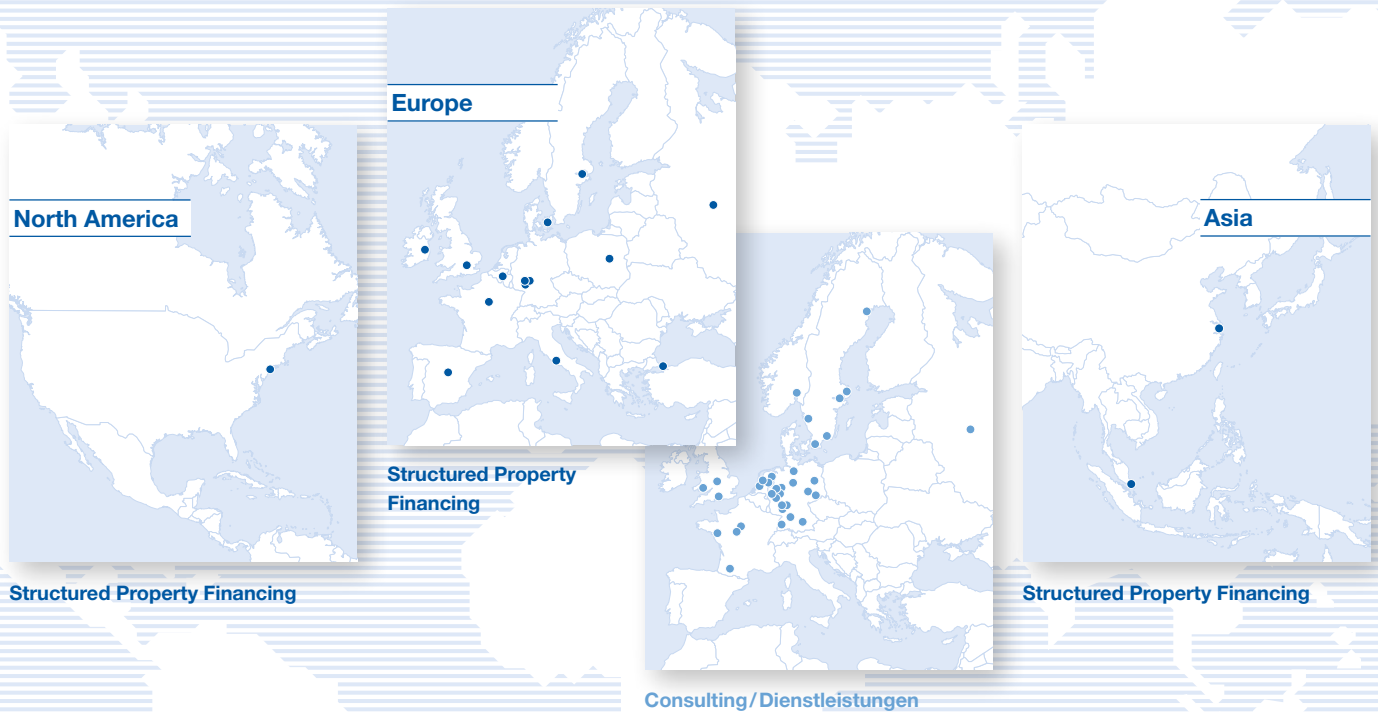 Europe
North America
Asia
Structured Property
Financing
Structured Property Financing
Structured Property Financing
Consulting/Dienstleistungen